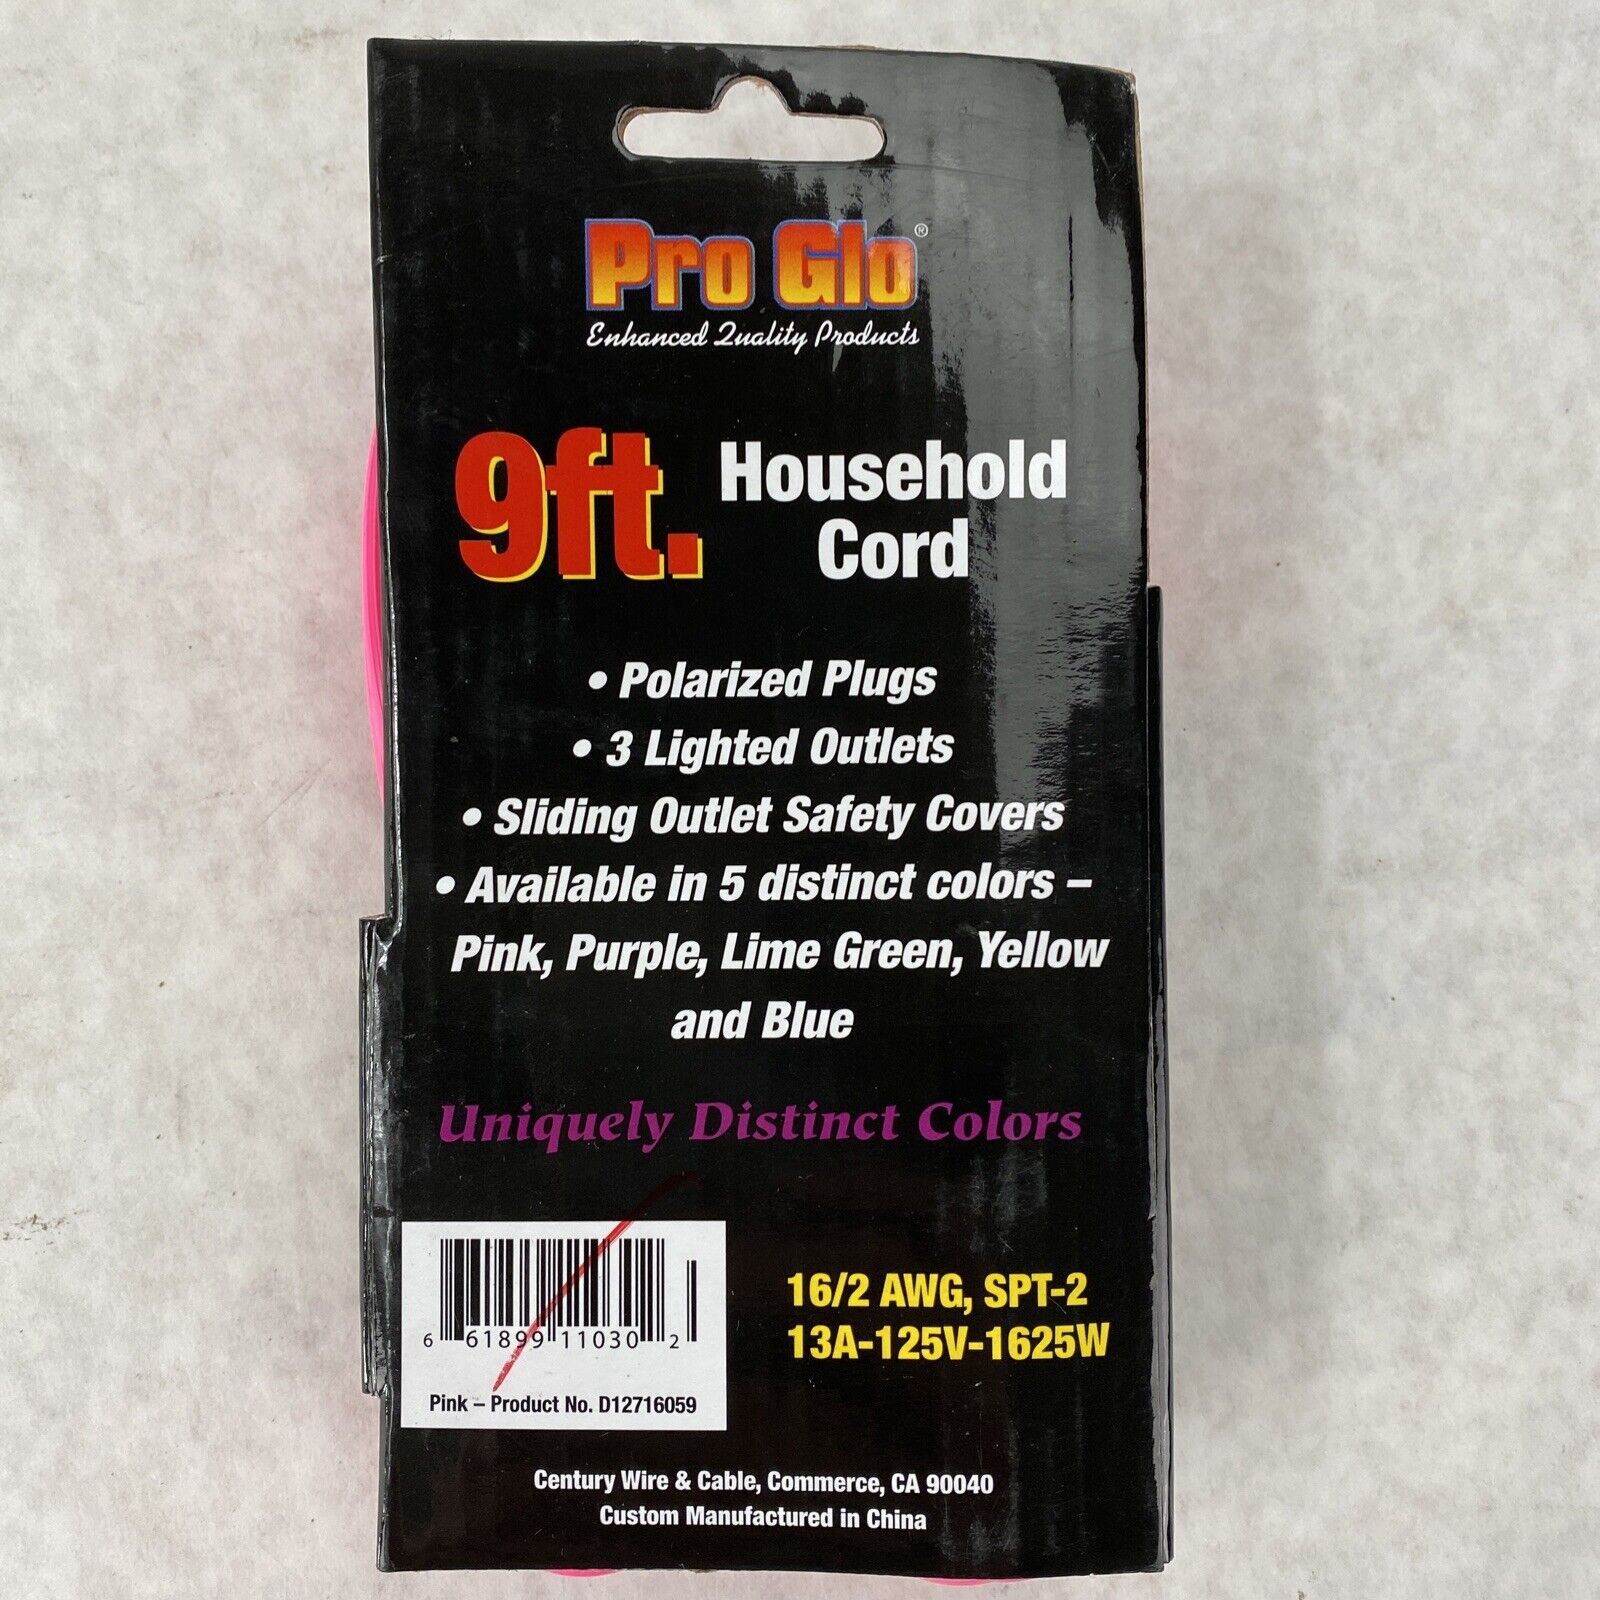 Pro Glo®
Enhanced Quality Products
9ft. Household
Cord
• Polarized Plugs
• 3 Lighted Outlets
• Sliding Outlet Safety Covers
• Available in 5 distinct colors –
Pink, Purple, Lime Green, Yellow
and Blue
Uniquely Distinct Colors
16/2 AWG, SPT-2
13A-125V-1625W
6 61899 11030 2
Pink – Product No. D12716059
Century Wire & Cable, Commerce, CA 90040
Custom Manufactured in China